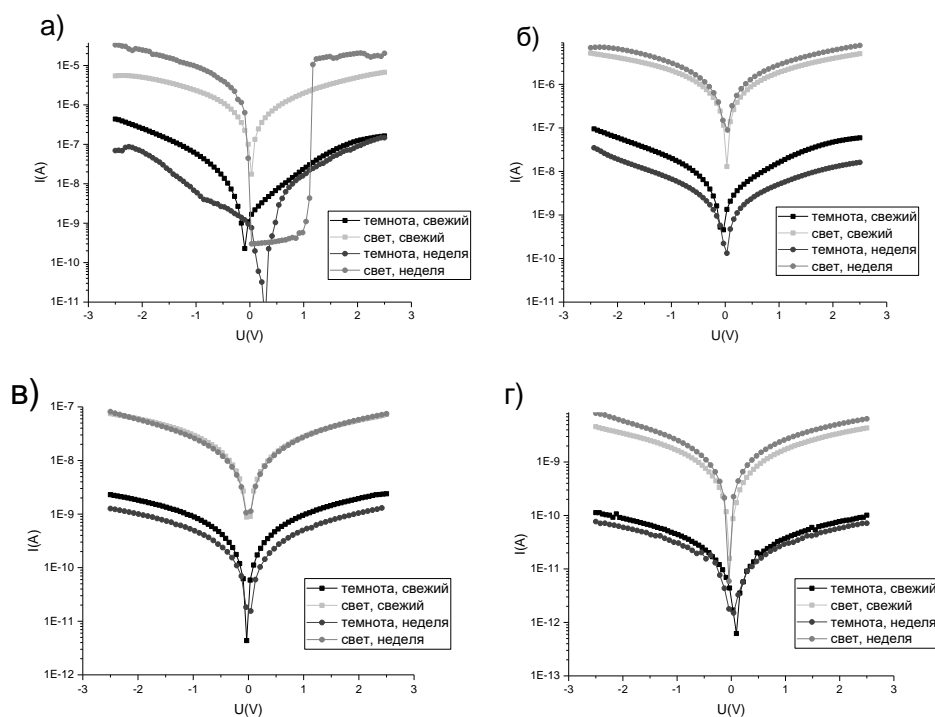 а)
1E-5
1E-6
1E-7
1E-8
1E-9
1E-10
1E-11
I(A)
-3 -2 -1 0 1 2 3
U(V)
темнота, свежий
свет, свежий
темнота, неделя
свет, неделя
б)
1E-6
1E-7
1E-8
1E-9
1E-10
1E-11
I(A)
-3 -2 -1 0 1 2 3
U(V)
темнота, свежий
свет, свежий
темнота, неделя
свет, неделя
в)
1E-7
1E-8
1E-9
1E-10
1E-11
1E-12
I(A)
-3 -2 -1 0 1 2 3
U(V)
темнота, свежий
свет, свежий
темнота, неделя
свет, неделя
г)
1E-9
1E-10
1E-11
1E-12
1E-13
I(A)
-3 -2 -1 0 1 2 3
U(V)
темнота, свежий
свет, свежий
темнота, неделя
свет, неделя